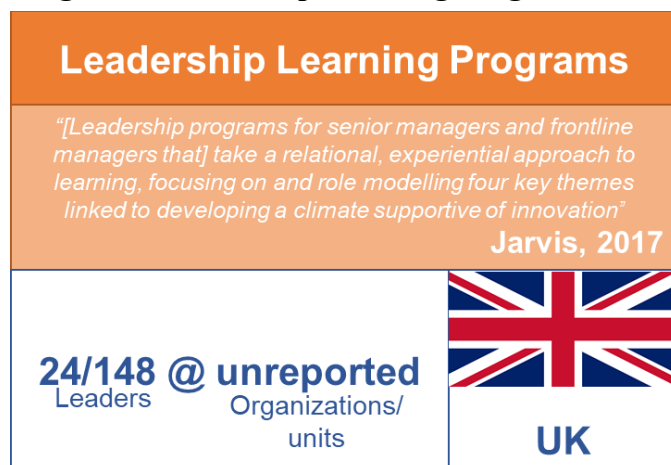 Leadership Learning Programs
“[Leadership programs for senior managers and frontline
managers that] take a relational, experiential approach to
learning, focusing on and role modelling four key themes
linked to developing a climate supportive of innovation”
Jarvis, 2017
24/148 @ unreported
Leaders
Organizations/
units
UK